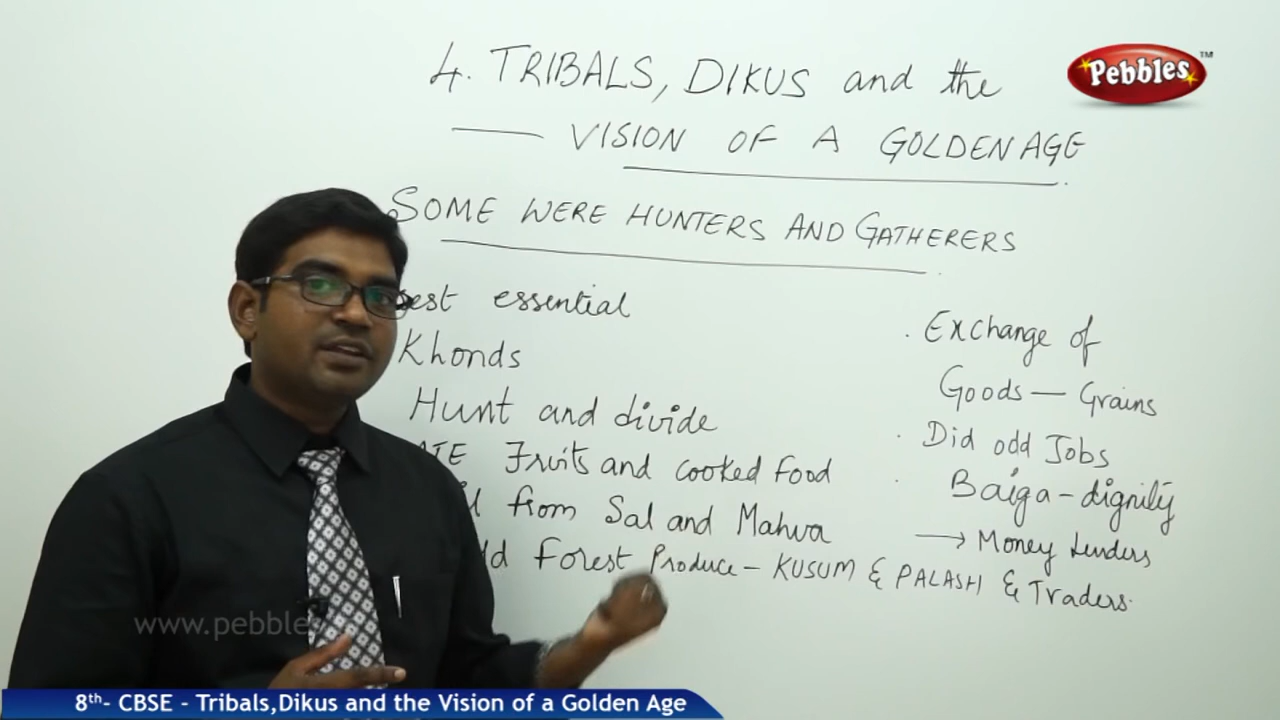 4. TRIBALS, DIKUS and the
Pebbles™
VISION OF A GOLDEN AGE
SOME WERE HUNTERS AND GATHERERS
essential
Khonds
Hunt and divide
ATE Fruits and cooked food
from Sal and Mahua
Forest Produce - KUSUM & PALASH
. Exchange of
Goods — Grains
. Did odd Jobs
. Baiga - dignity
→ Money Lenders
& Traders.
www.pebbles
8th- CBSE - Tribals,Dikus and the Vision of a Golden Age